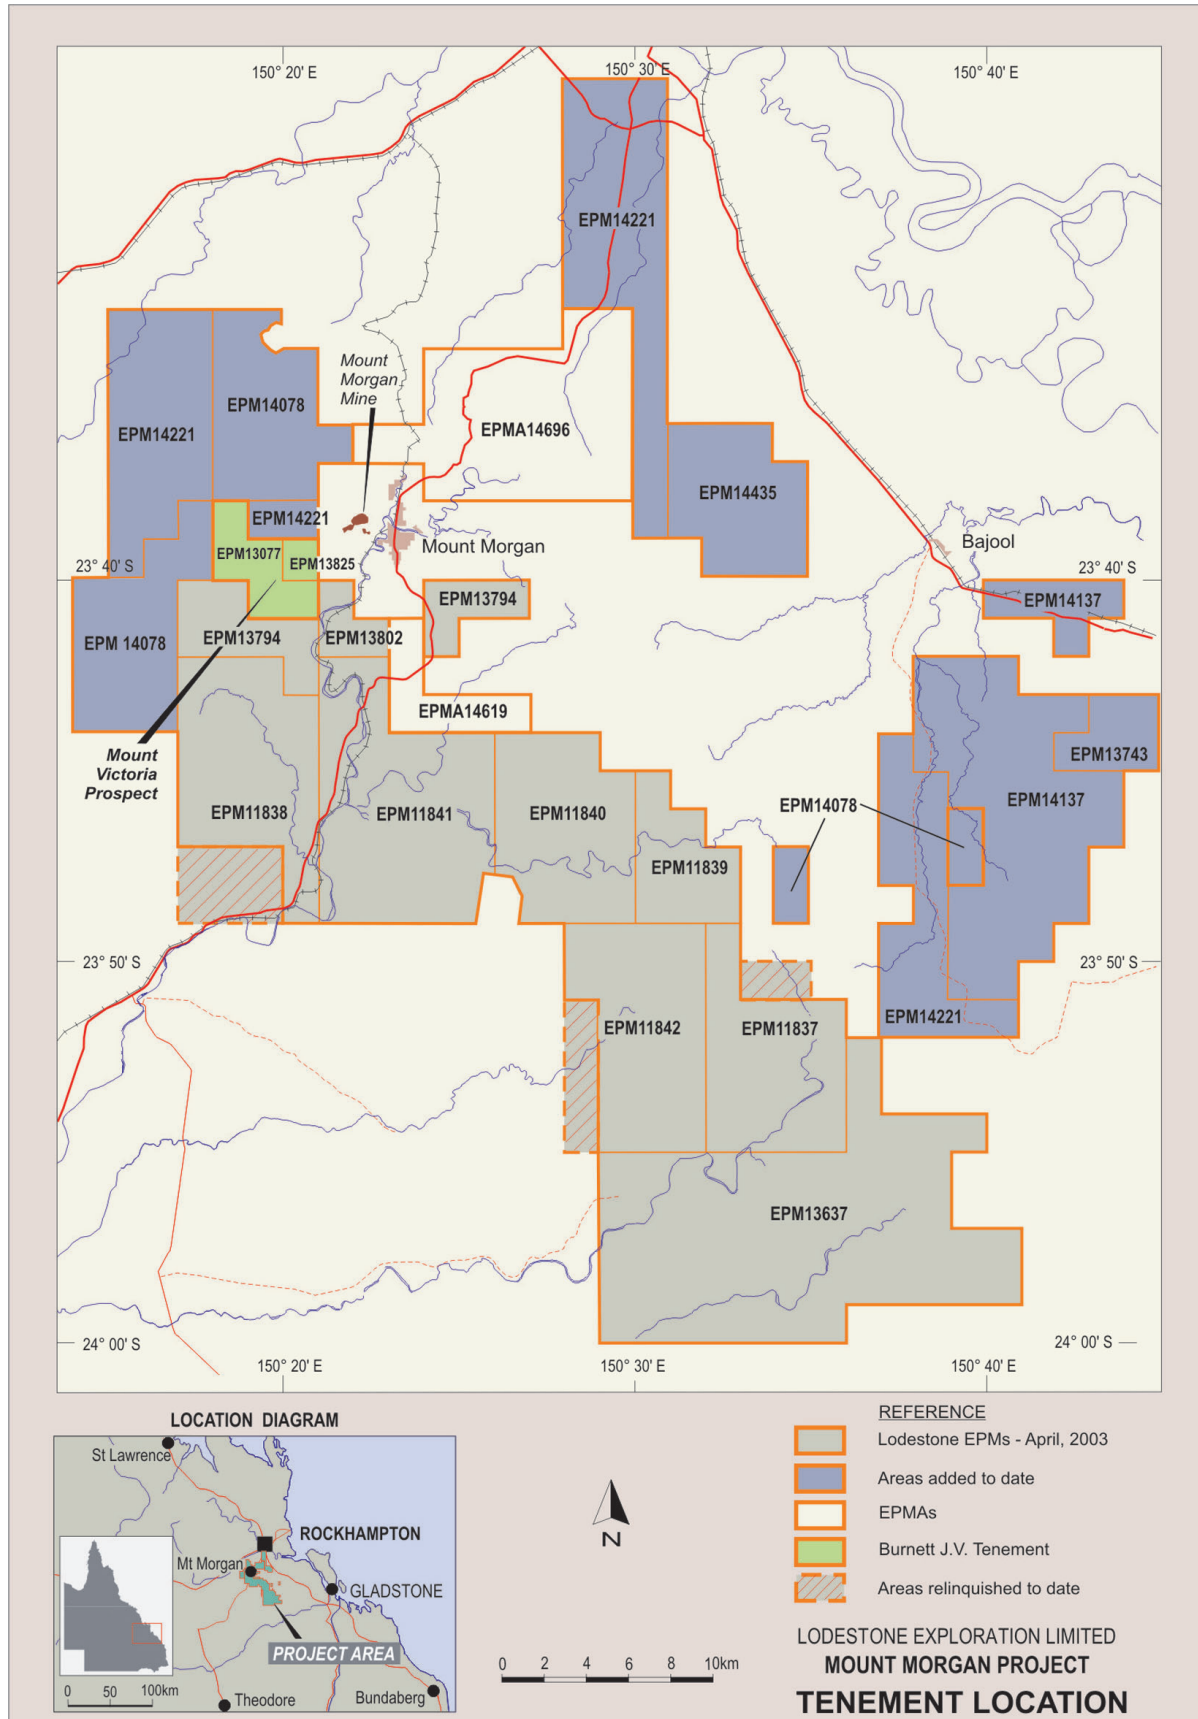 150° 20' E
150° 30' E
150° 40' E
EPM14221
Mount
Morgan
Mine
EPM14078
EPM14221
EPMA14696
EPM14435
EPM14221
Mount Morgan
Bajool
EPM13077
EPM13825
23° 40' S
23° 40' S
EPM13794
EPM14137
EPM 14078
EPM13794
EPM13802
EPMA14619
Mount
Victoria
Prospect
EPM13743
EPM11838
EPM11841
EPM11840
EPM14078
EPM14137
EPM11839
23° 50' S
23° 50' S
EPM11842
EPM11837
EPM14221
EPM13637
24° 00' S
24° 00' S
150° 20' E
150° 30' E
150° 40' E
LOCATION DIAGRAM
St Lawrence
ROCKHAMPTON
Mt Morgan
GLADSTONE
PROJECT AREA
0 50 100km
Theodore
Bundaberg
N
0 2 4 6 8 10km
REFERENCE
Lodestone EPMs - April, 2003
Areas added to date
EPMAs
Burnett J.V. Tenement
Areas relinquished to date
LODESTONE EXPLORATION LIMITED
MOUNT MORGAN PROJECT
TENEMENT LOCATION